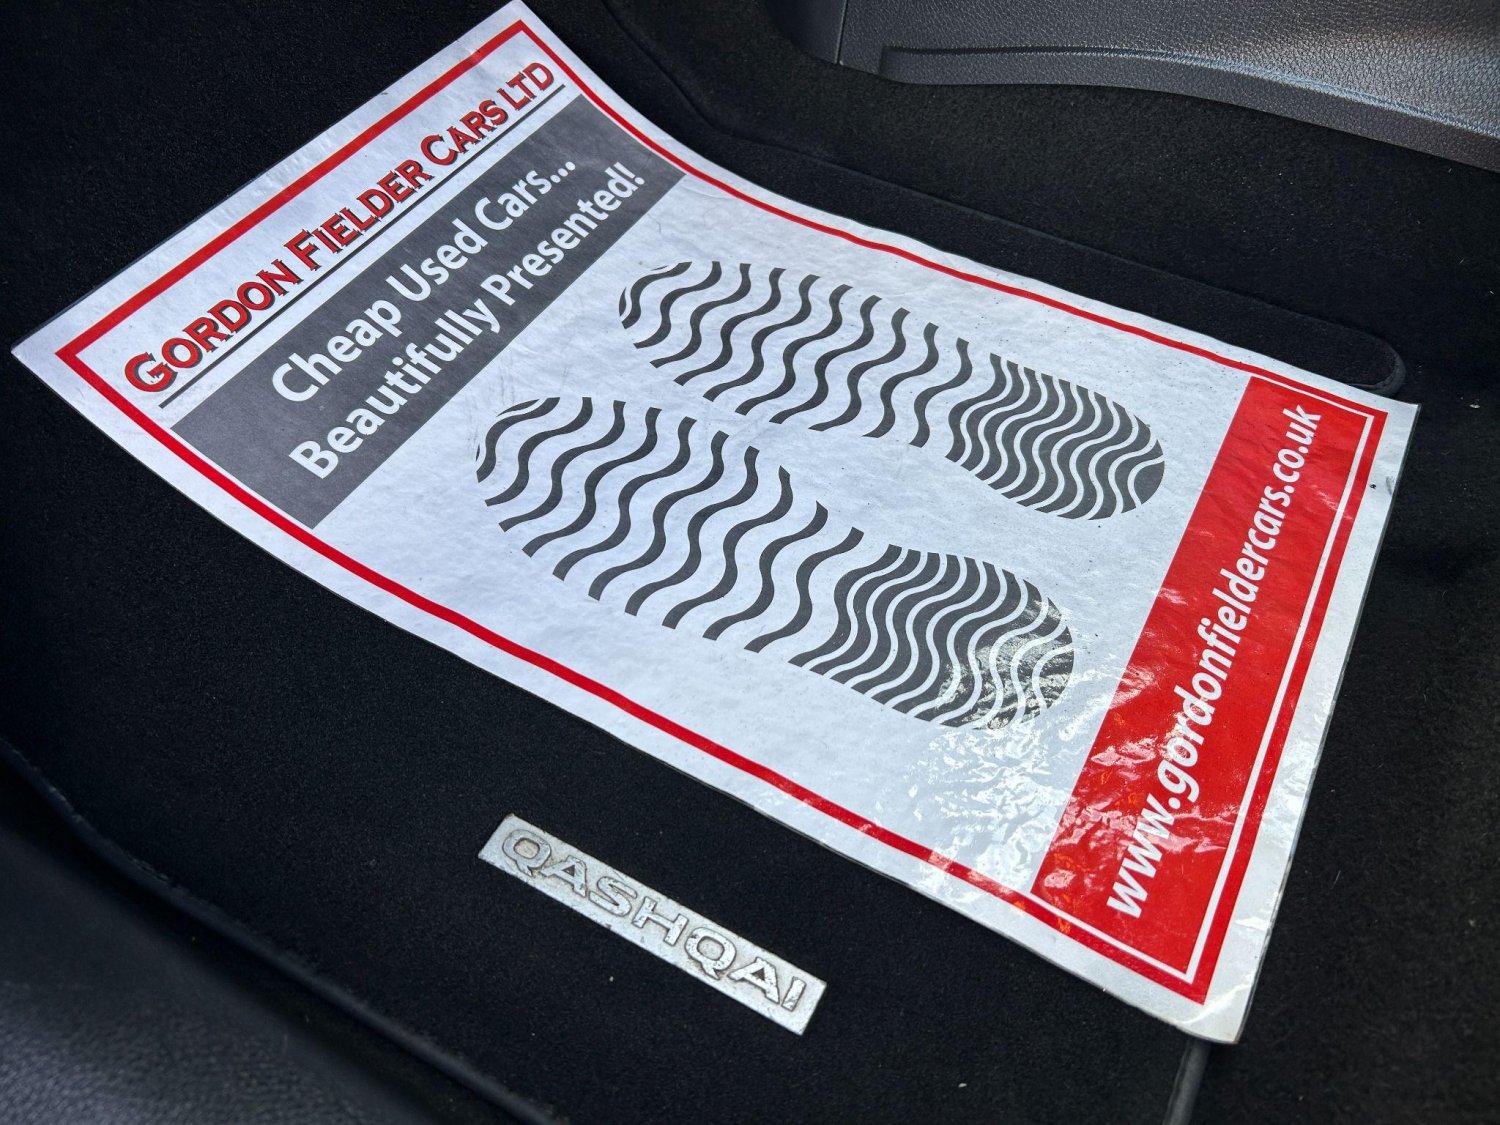 GORDON FIELDER CARS LTD
Cheap Used Cars...
Beautifully Presented!
www.gordonfieldercars.co.uk
QASHQAI